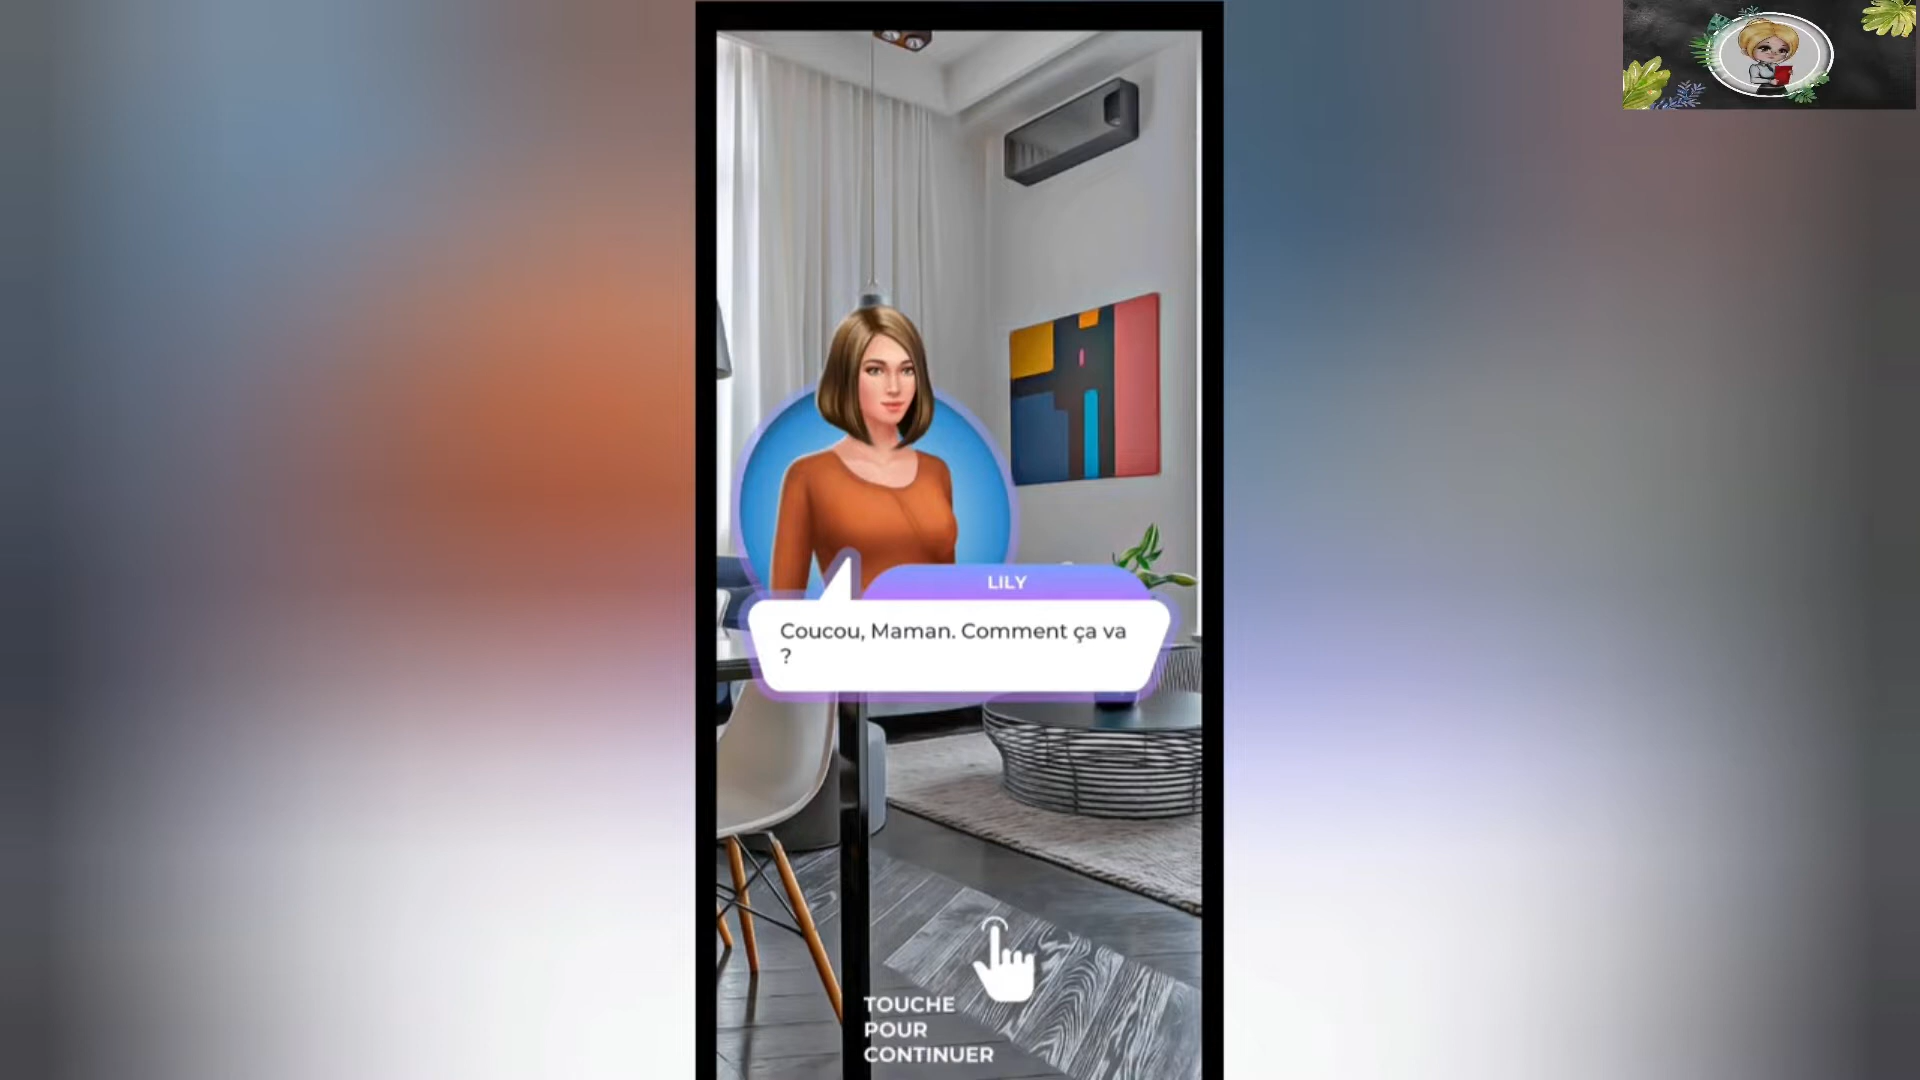 LILY
Coucou, Maman. Comment ça va
?
TOUCHE
POUR
CONTINUER